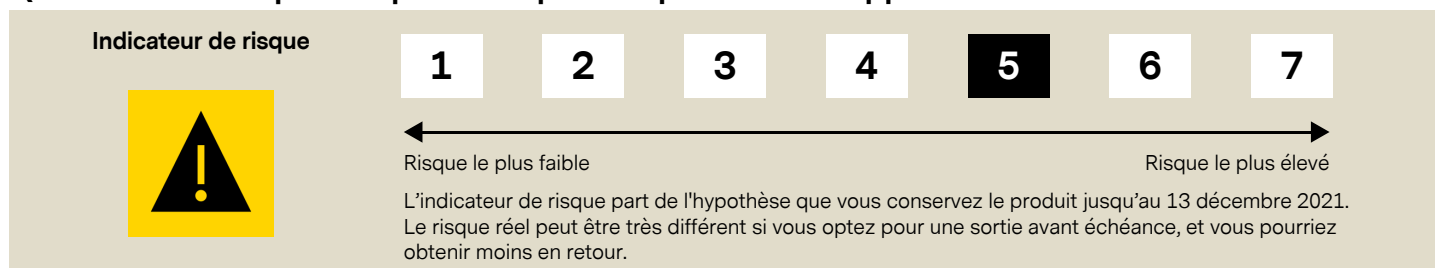 Indicateur de risque
1 2 3 4 5 6 7
Risque le plus faible Risque le plus élevé
L’indicateur de risque part de l'hypothèse que vous conservez le produit jusqu’au 13 décembre 2021.
Le risque réel peut être très différent si vous optez pour une sortie avant échéance, et vous pourriez
obtenir moins en retour.